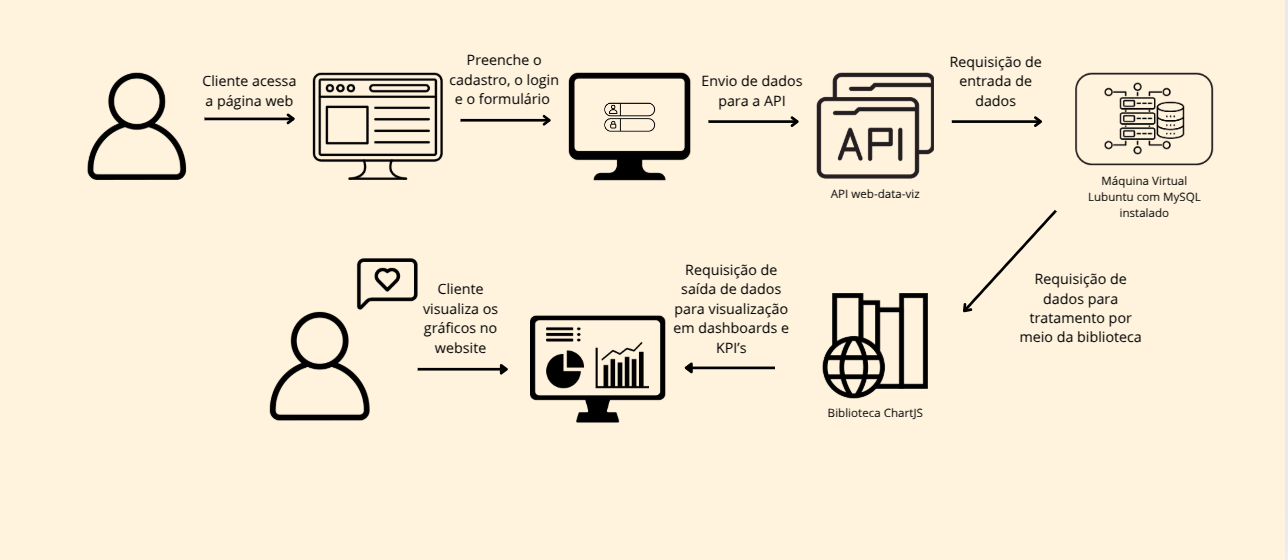 Cliente acessa
a página web
Preenche o
cadastro, o login
e o formulário
Envio de dados
para a API
API
API web-data-viz
Requisição de
entrada de
dados
Máquina Virtual
Lubuntu com MySQL
instalado
Requisição de
dados para
tratamento por
meio da biblioteca
Biblioteca ChartJS
Requisição de
saída de dados
para visualização
em dashboards e
KPI's
Cliente
visualiza os
gráficos no
website